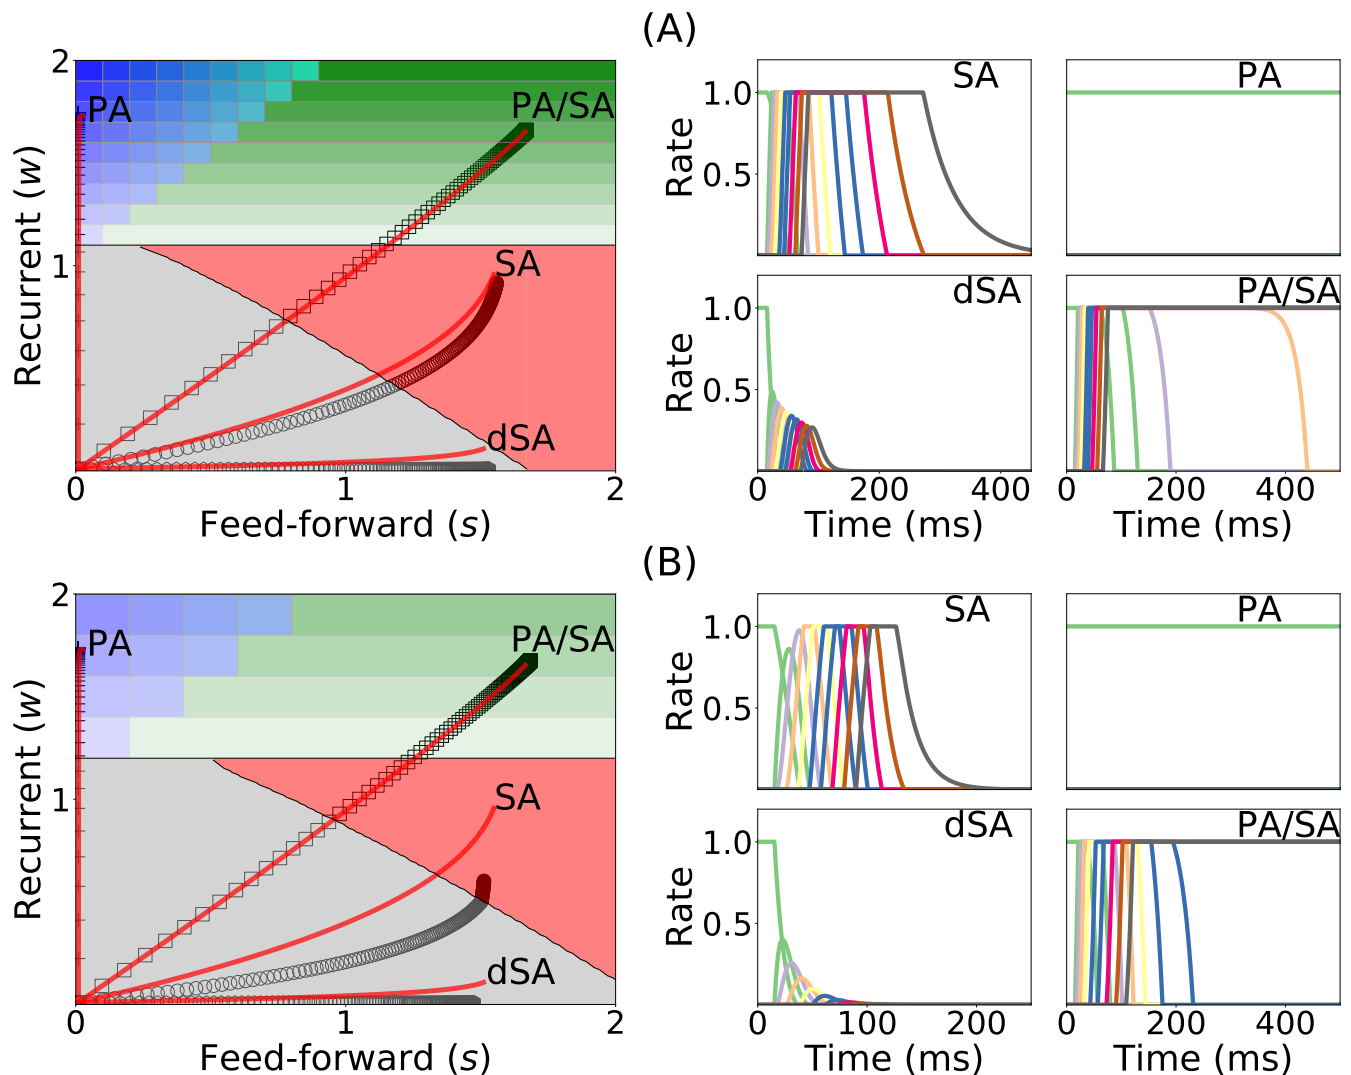 (A)
2
1
0
0
1
2
Recurrent (w)
Feed-forward (s)
PA
PA/SA
SA
dSA
SA
1.0
0.5
Rate
PA
dSA
1.0
0.5
Rate
0
200
400
Time (ms)
PA/SA
0
200
400
Time (ms)
(B)
2
1
0
0
1
2
Recurrent (w)
Feed-forward (s)
PA
PA/SA
SA
dSA
SA
1.0
0.5
Rate
PA
dSA
1.0
0.5
Rate
0
100
200
Time (ms)
PA/SA
0
200
400
Time (ms)